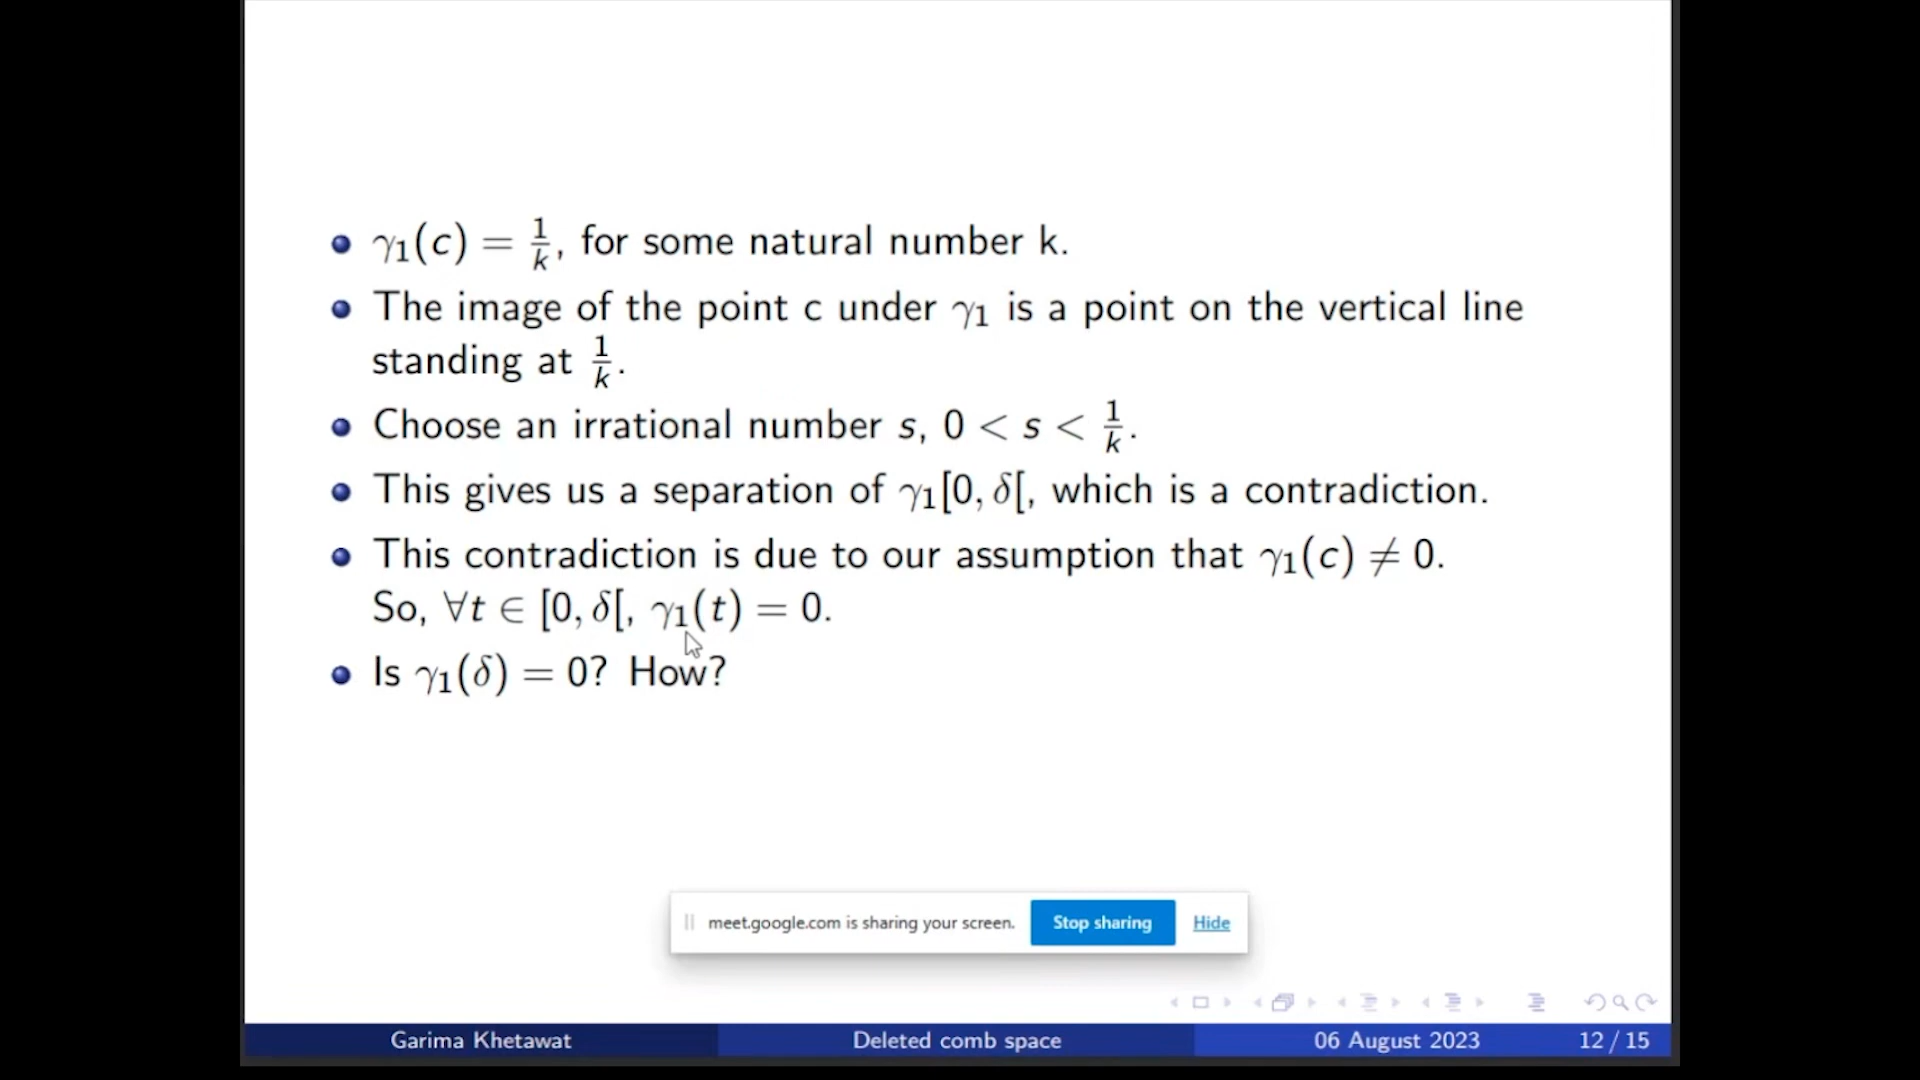 γ₁(c) = 1/k, for some natural number k.
The image of the point c under γ₁ is a point on the vertical line
standing at 1/k.
Choose an irrational number s, 0 < s < 1/k.
This gives us a separation of γ₁[0, δ[, which is a contradiction.
This contradiction is due to our assumption that γ₁(c) ≠ 0.
So, ∀t ∈ [0, δ[, γ₁(t) = 0.
Is γ₁(δ) = 0? How?
meet.google.com is sharing your screen. Stop sharing Hide
Garima Khetawat Deleted comb space 06 August 2023 12 / 15